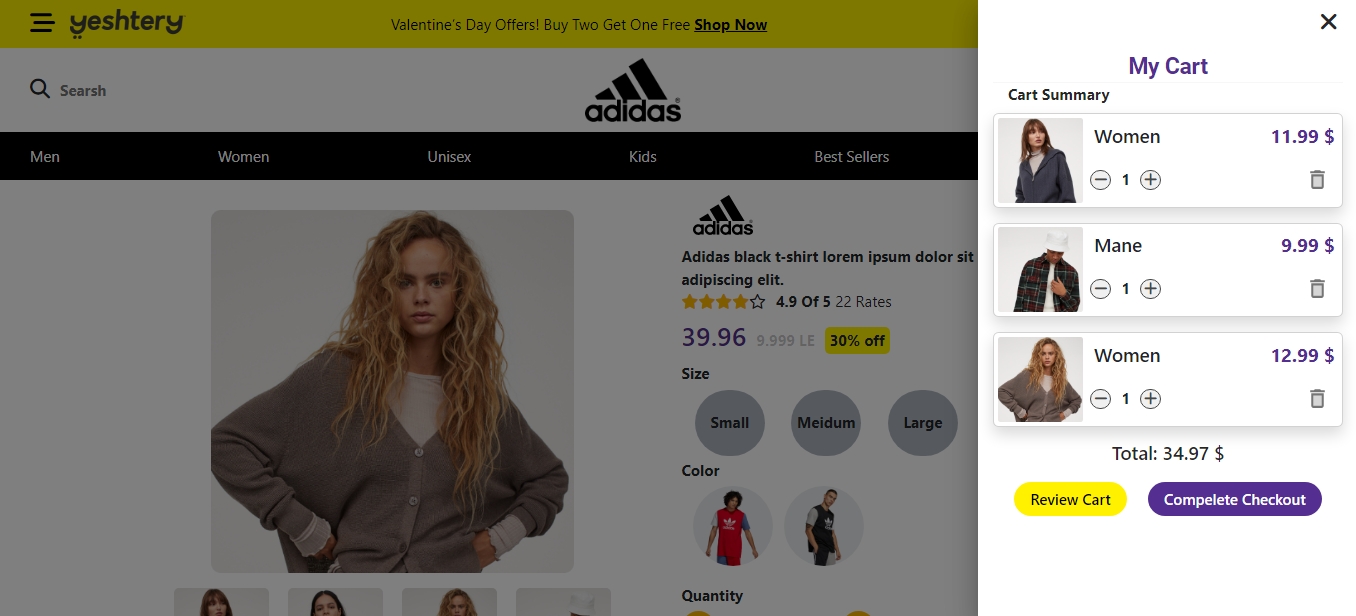 yeshtery
Valentine's Day Offers! Buy Two Get One Free Shop Now
Searsh
adidas
Men Women Unisex Kids Best Sellers
adidas
Adidas black t-shirt lorem ipsum dolor sit
adipiscing elit.
4.9 Of 5 22 Rates
39.96 9.999 LE 30% off
Size
Small Meidum Large
Color
Quantity
My Cart
Cart Summary
Women 11.99 $
1
Mane 9.99 $
1
Women 12.99 $
1
Total: 34.97 $
Review Cart Compelete Checkout